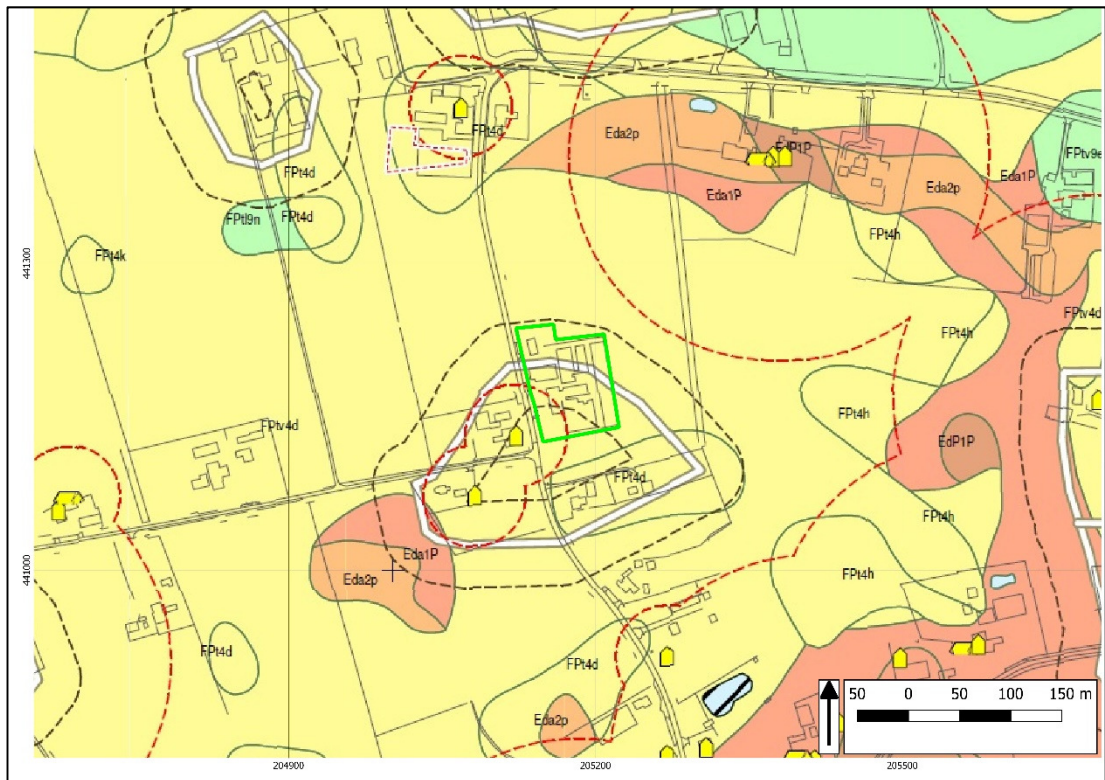 FPt4d
Eda2p
EdP1P
FPtv9e
Eda1P
Eda2p
Eda1P
FPt4d
FPtl9n
FPt4d
FPt4h
FPt4k
441300
FPtv4d
FPt4h
FPt4h
FPtv4d
EdP1P
FPt4d
FPt4h
Eda1P
Eda2p
441000
FPt4h
FPt4d
FPt4d
Eda2p
50 0 50 100 150 m
204900 205200 205500